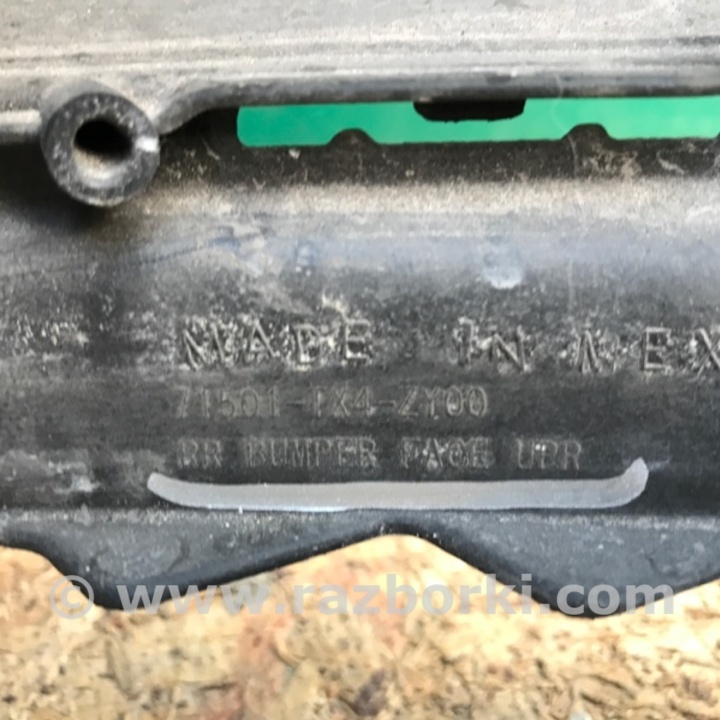 MADE IN MEX
71501-TX4-ZY00
RR BUMPER FACE UPR
© www.razborki.com